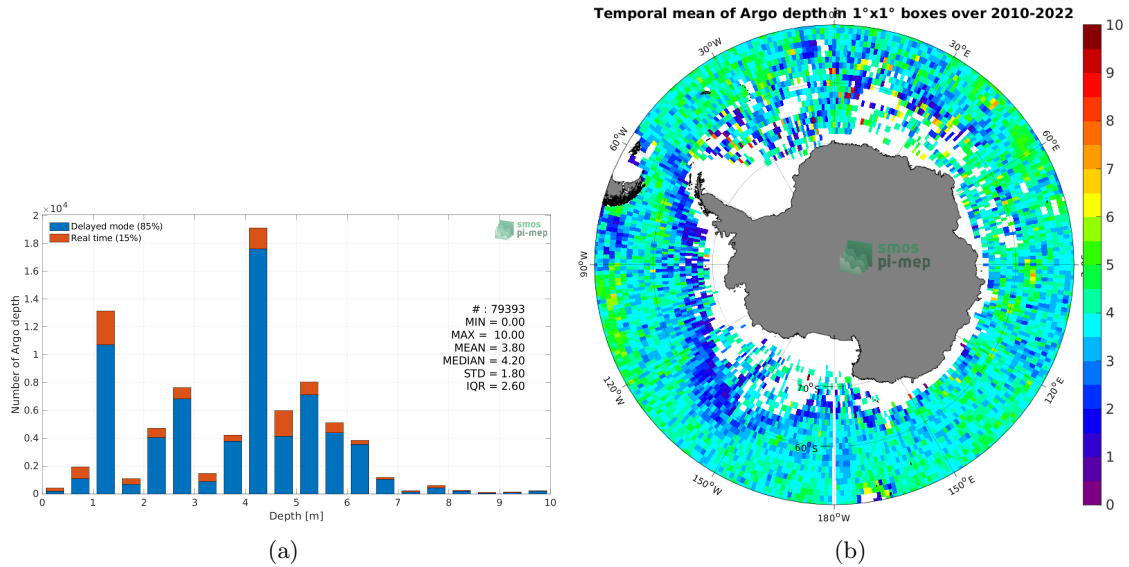 ×10⁴
2
1.8
1.6
1.4
1.2
1
0.8
0.6
0.4
0.2
0
Number of Argo depth
Delayed mode (85%)
Real time (15%)
smos
pi-mep
# : 79393
MIN = 0.00
MAX = 10.00
MEAN = 3.80
MEDIAN = 4.20
STD = 1.80
IQR = 2.60
0 1 2 3 4 5 6 7 8 9 10
Depth [m]
(a)
Temporal mean of Argo depth in 1°x1° boxes over 2010-2022
30°W
30°E
60°W
60°E
90°W
smos
pi-mep
120°W
120°E
70°S
60°S
150°W
150°E
180°W
10
9
8
7
6
5
4
3
2
1
0
(b)